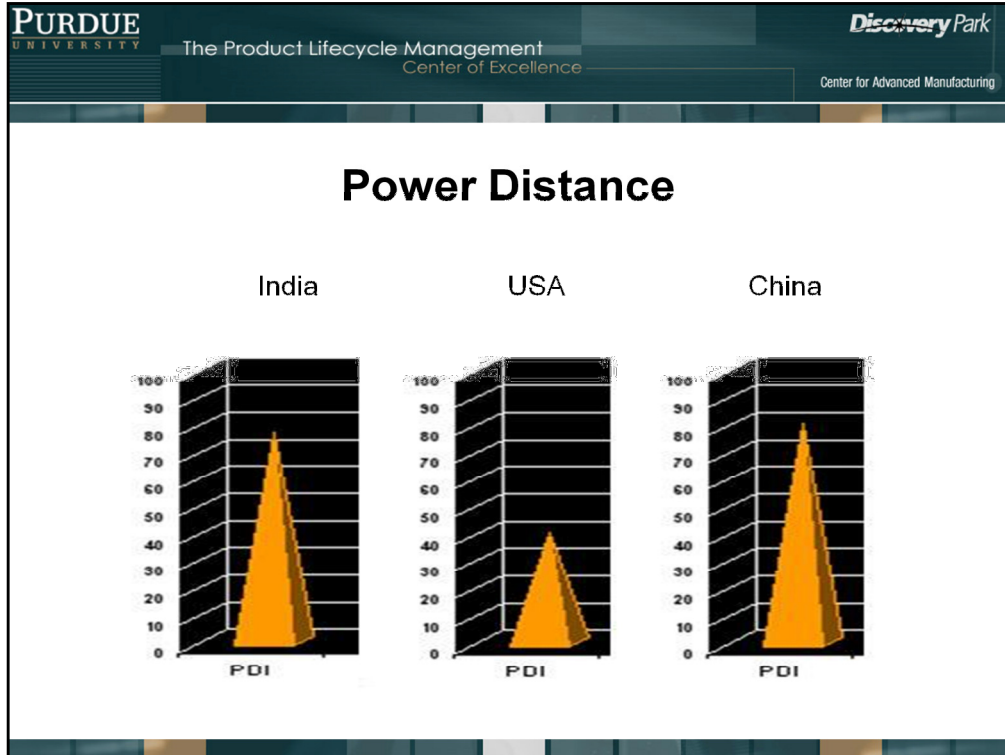 PURDUE
UNIVERSITY
The Product Lifecycle Management
Center of Excellence
Discovery Park
Center for Advanced Manufacturing
Power Distance
India USA China
100 100 100
90 90 90
80 80 80
70 70 70
60 60 60
50 50 50
40 40 40
30 30 30
20 20 20
10 10 10
0 0 0
PDI PDI PDI